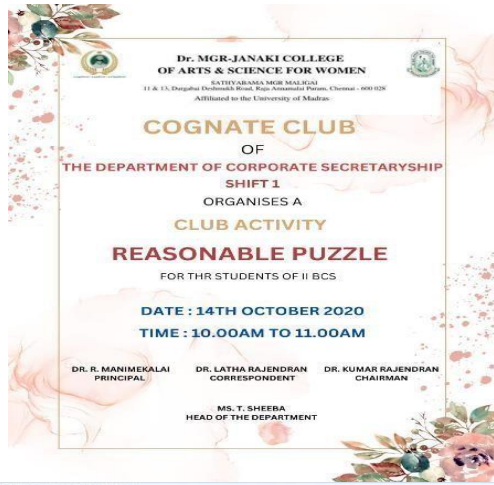 Dr. MGR-JANAKI COLLEGE
OF ARTS & SCIENCE FOR WOMEN
SATHYABAMA MGR MALIGAI
11 & 13, Durgabai Deshmukh Road, Raja Annamalai Puram, Chennai - 600 028
Affiliated to the University of Madras
COGNATE CLUB
OF
THE DEPARTMENT OF CORPORATE SECRETARYSHIP
SHIFT 1
ORGANISES A
CLUB ACTIVITY
REASONABLE PUZZLE
FOR THR STUDENTS OF II BCS
DATE : 14TH OCTOBER 2020
TIME : 10.00AM TO 11.00AM
DR. R. MANIMEKALAI DR. LATHA RAJENDRAN DR. KUMAR RAJENDRAN
PRINCIPAL CORRESPONDENT CHAIRMAN
MS. T. SHEEBA
HEAD OF THE DEPARTMENT